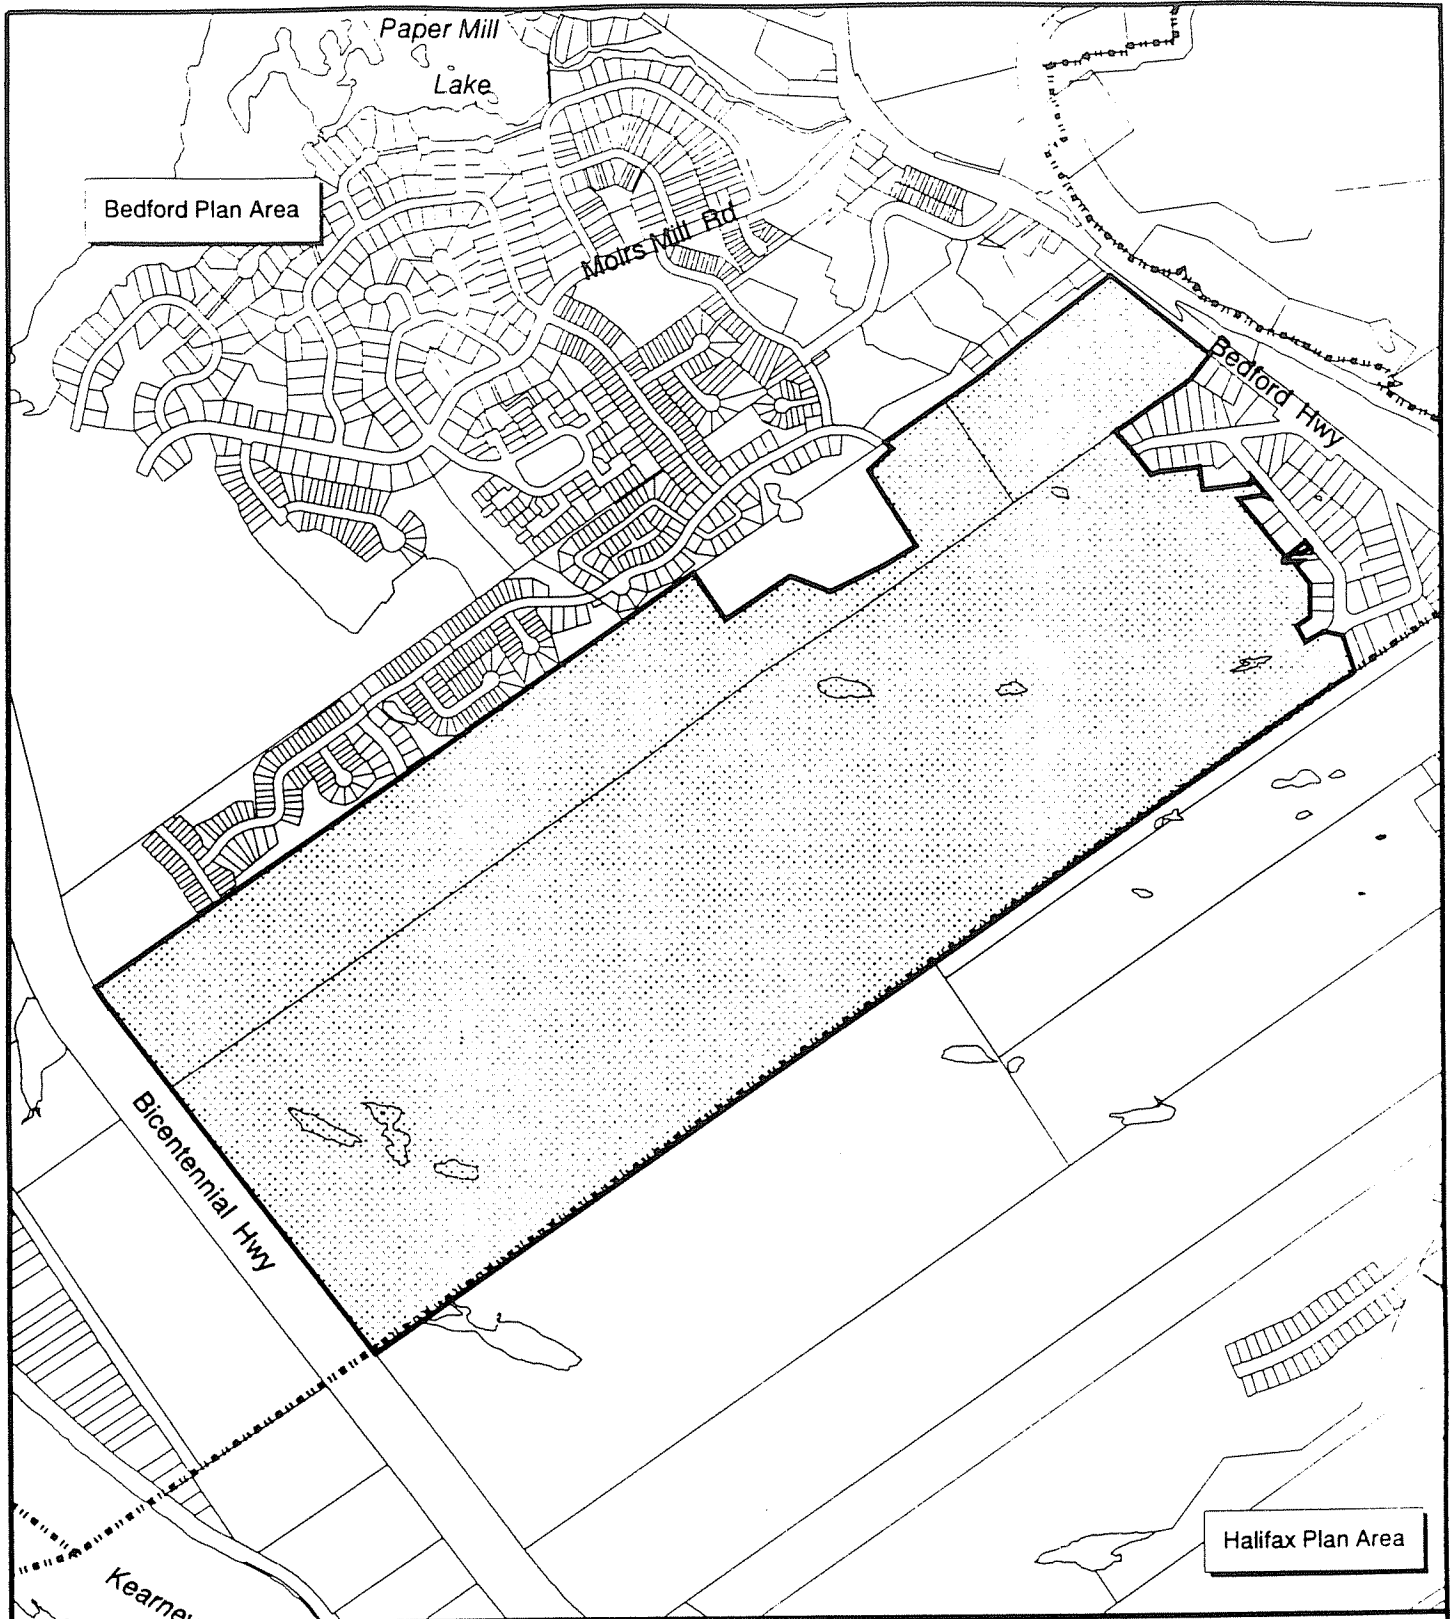 Paper Mill
Lake
Bedford Plan Area
Moirs Mill Rd
Bedford Hwy
Bicentennial Hwy
Halifax Plan Area